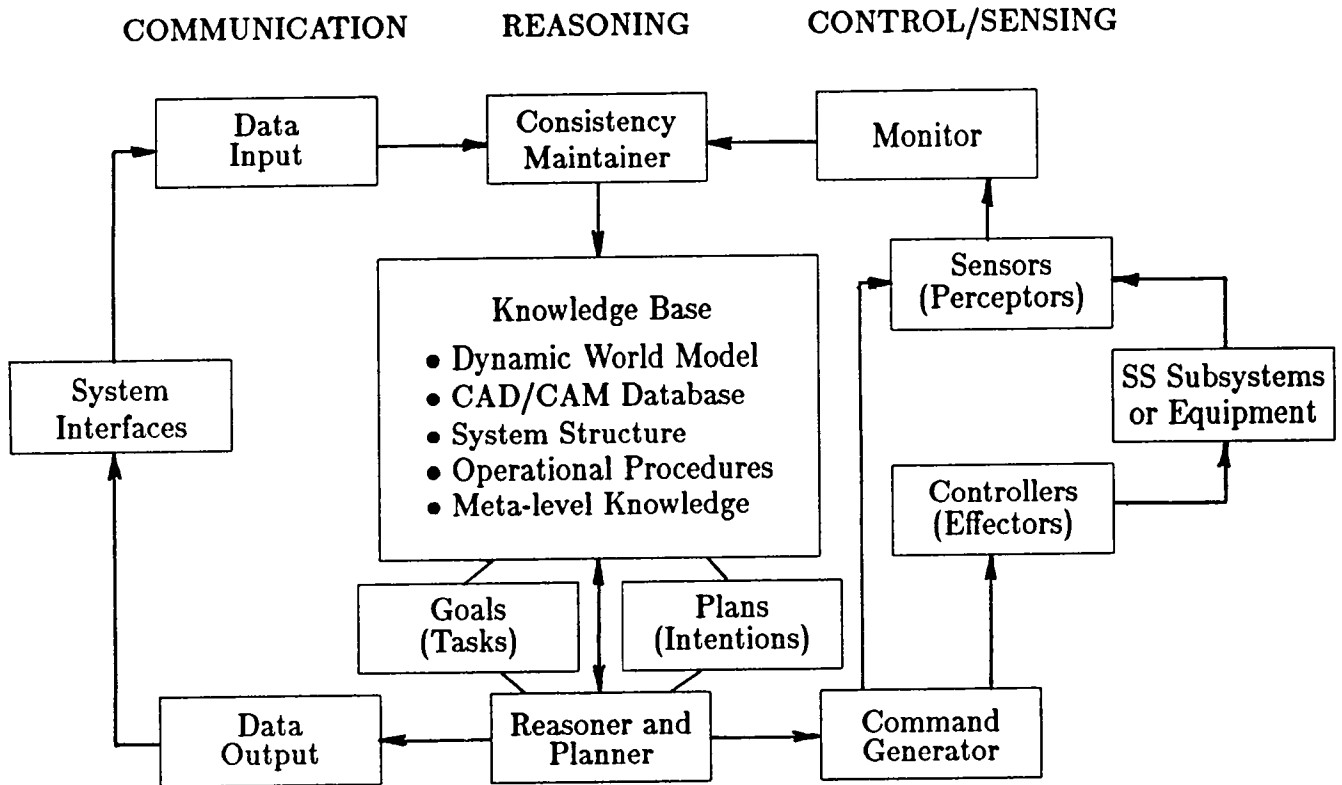 COMMUNICATION REASONING CONTROL/SENSING
Data
Input
Consistency
Maintainer
Monitor
Sensors
(Perceptors)
Knowledge Base
• Dynamic World Model
• CAD/CAM Database
• System Structure
• Operational Procedures
• Meta-level Knowledge
System
Interfaces
SS Subsystems
or Equipment
Controllers
(Effectors)
Goals
(Tasks)
Plans
(Intentions)
Data
Output
Reasoner and
Planner
Command
Generator